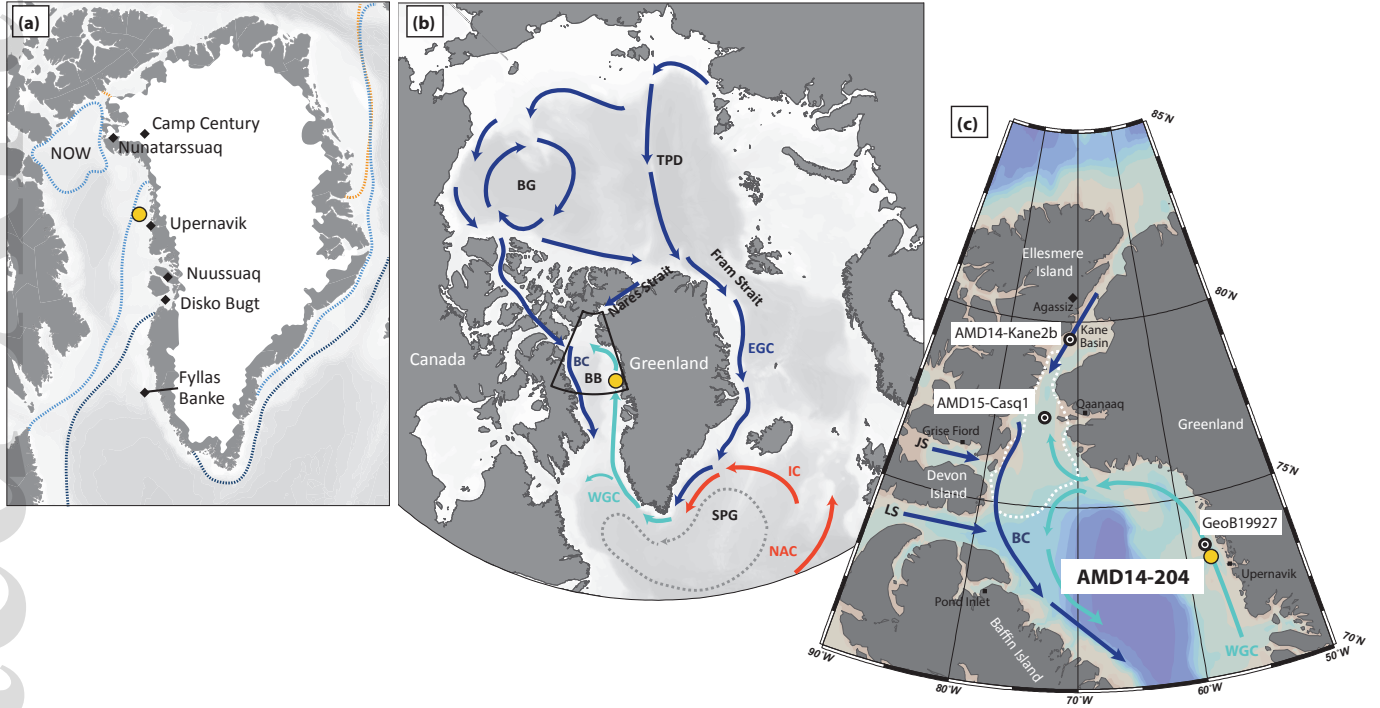 (a)
NOW
Camp Century
Nunatarssuaq
Upernavik
Nuussuaq
Disko Bugt
Fyllas
Banke
(b)
BG
TPD
Fram Strait
Nares Strait
Canada
BC
BB
Greenland
EGC
WGC
IC
SPG
NAC
(c)
85°N
Ellesmere
Island
80°N
Agassiz
AMD14-Kane2b
Kane
Basin
AMD15-Casq1
Qaanaaq
Grise Fiord
Greenland
JS
Devon
Island
75°N
LS
GeoB19927
BC
AMD14-204
Upernavik
Pond Inlet
Baffin Island
WGC
70°N
50°W
90°W
80°W
60°W
70°W